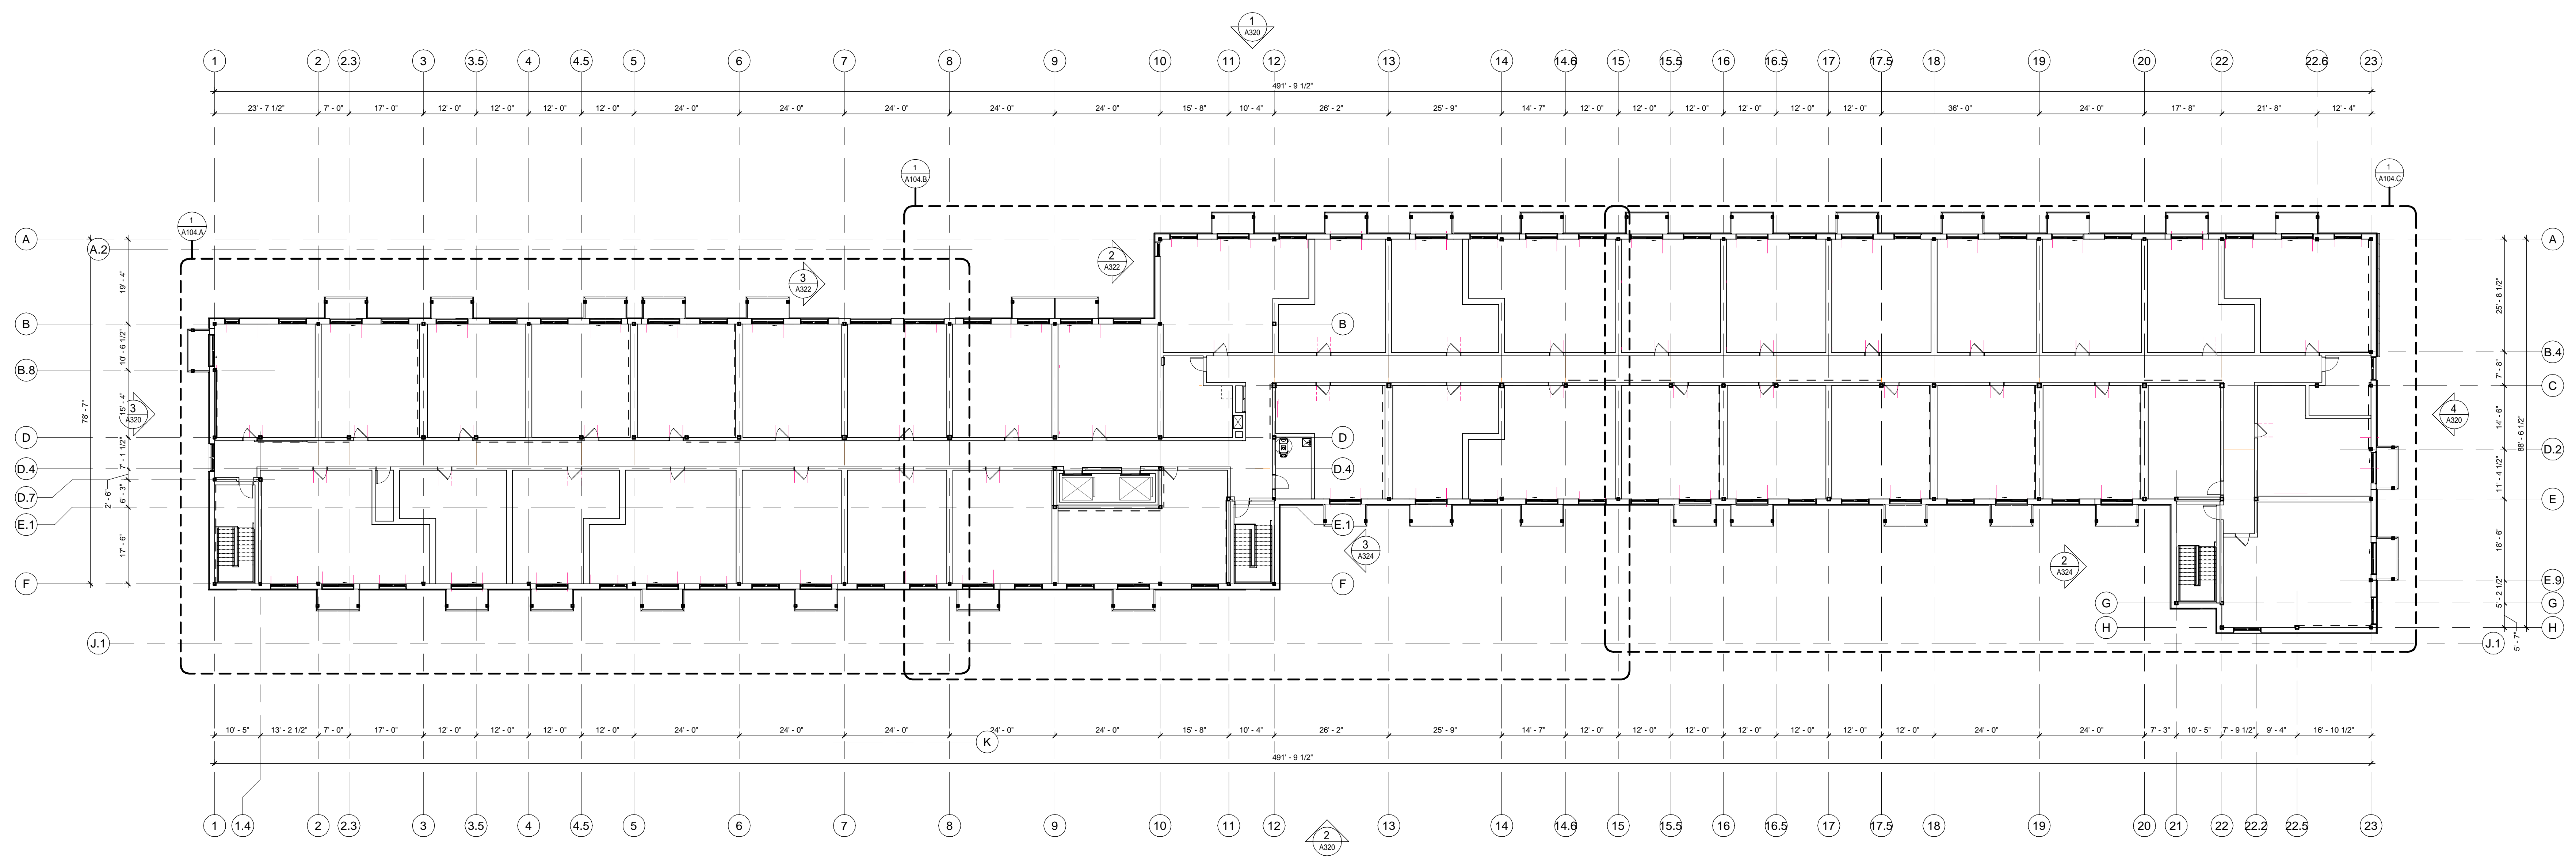 1
A320
1 2 2.3 3 3.5 4 4.5 5 6 7 8 9 10 11 12 13 14 14.6 15 15.5 16 16.5 17 17.5 18 19 20 22 22.6 23
491' - 9 1/2"
23' - 7 1/2" 7' - 0" 17' - 0" 12' - 0" 12' - 0" 12' - 0" 12' - 0" 24' - 0" 24' - 0" 24' - 0" 24' - 0" 24' - 0" 15' - 8" 10' - 4" 26' - 2" 25' - 9" 14' - 7" 12' - 0" 12' - 0" 12' - 0" 12' - 0" 12' - 0" 12' - 0" 36' - 0" 24' - 0" 17' - 8" 21' - 8" 12' - 4"
1
A104.A
1
A104.B
1
A104.C
A
A.2
B
B.8
D
D.4
D.7
E.1
F
J.1
78' - 7"
19' - 4"
10' - 6 1/2"
15' - 4"
7' - 1 1/2"
2' - 6"
6' - 3"
17' - 6"
3
A320
3
A322
2
A322
B
D
D.4
E.1
F
3
A324
2
A324
4
A320
G
H
A
B.4
C
D.2
E
E.9
G
H
J.1
25' - 8 1/2"
7' - 8"
14' - 6"
11' - 4 1/2"
18' - 6"
5' - 2 1/2"
5' - 7"
88' - 6 1/2"
10' - 5" 13' - 2 1/2" 7' - 0" 17' - 0" 12' - 0" 12' - 0" 12' - 0" 12' - 0" 24' - 0" 24' - 0" 24' - 0" 24' - 0" 24' - 0" 15' - 8" 10' - 4" 26' - 2" 25' - 9" 14' - 7" 12' - 0" 12' - 0" 12' - 0" 12' - 0" 12' - 0" 12' - 0" 24' - 0" 24' - 0" 7' - 3" 10' - 5" 7' - 9 1/2" 9' - 4" 16' - 10 1/2"
K
491' - 9 1/2"
1 1.4 2 2.3 3 3.5 4 4.5 5 6 7 8 9 10 11 12 13 14 14.6 15 15.5 16 16.5 17 17.5 18 19 20 21 22 22.2 22.5 23
2
A320